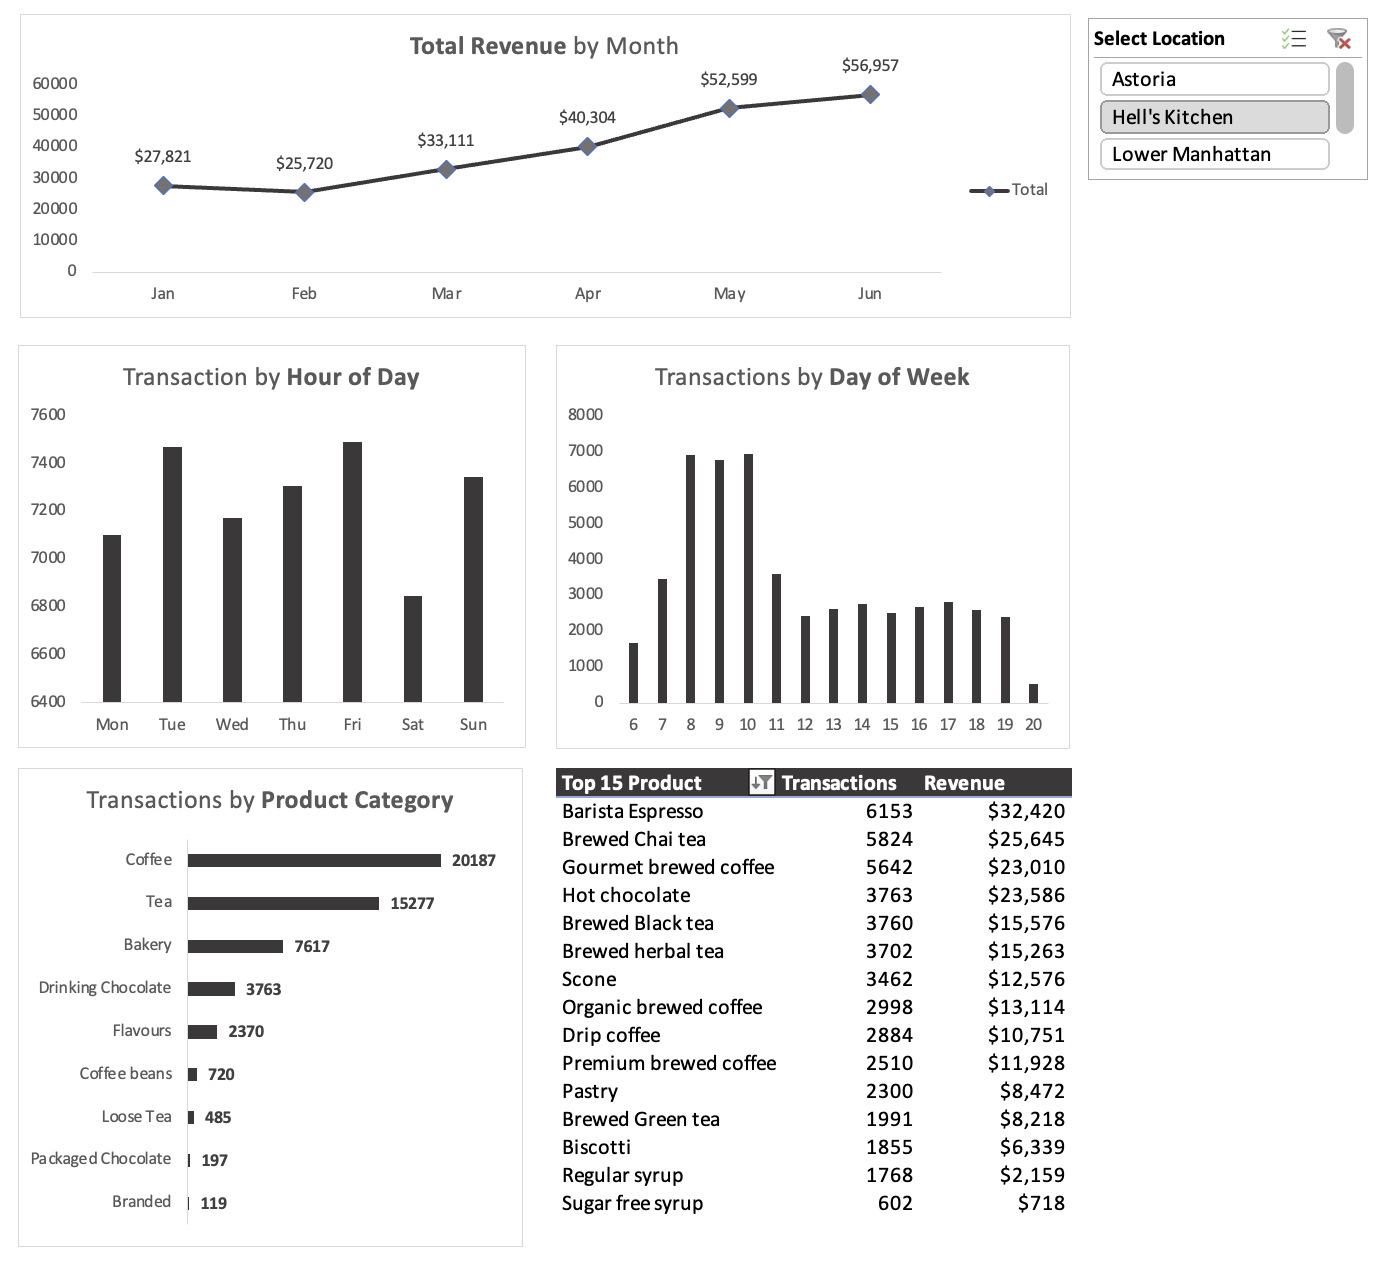 Total Revenue by Month
60000
50000
40000
30000
20000
10000
0
$27,821
$25,720
$33,111
$40,304
$52,599
$56,957
Jan Feb Mar Apr May Jun
Total
Select Location
Astoria
Hell's Kitchen
Lower Manhattan
Transaction by Hour of Day
7600
7400
7200
7000
6800
6600
6400
Mon Tue Wed Thu Fri Sat Sun
Transactions by Day of Week
8000
7000
6000
5000
4000
3000
2000
1000
0
6 7 8 9 10 11 12 13 14 15 16 17 18 19 20
Transactions by Product Category
Coffee 20187
Tea 15277
Bakery 7617
Drinking Chocolate 3763
Flavours 2370
Coffee beans 720
Loose Tea 485
Packaged Chocolate 197
Branded 119
Top 15 Product Transactions Revenue
Barista Espresso 6153 $32,420
Brewed Chai tea 5824 $25,645
Gourmet brewed coffee 5642 $23,010
Hot chocolate 3763 $23,586
Brewed Black tea 3760 $15,576
Brewed herbal tea 3702 $15,263
Scone 3462 $12,576
Organic brewed coffee 2998 $13,114
Drip coffee 2884 $10,751
Premium brewed coffee 2510 $11,928
Pastry 2300 $8,472
Brewed Green tea 1991 $8,218
Biscotti 1855 $6,339
Regular syrup 1768 $2,159
Sugar free syrup 602 $718